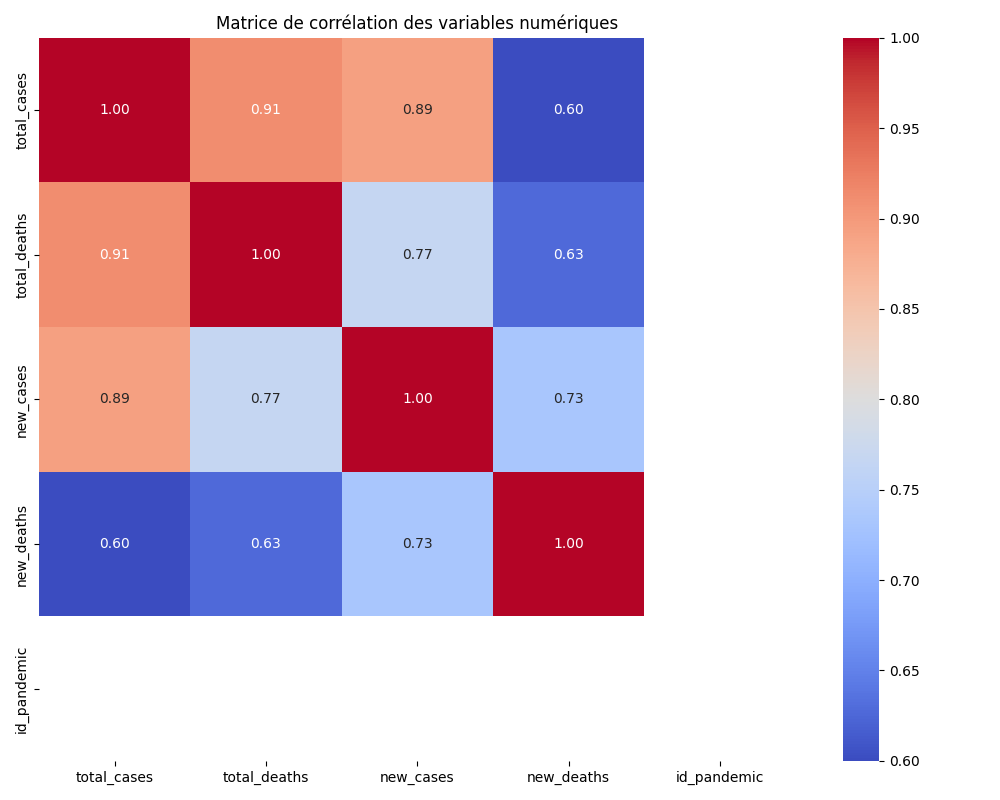 Matrice de corrélation des variables numériques
total_cases
1.00 0.91 0.89 0.60
total_deaths
0.91 1.00 0.77 0.63
new_cases
0.89 0.77 1.00 0.73
new_deaths
0.60 0.63 0.73 1.00
id_pandemic
total_cases total_deaths new_cases new_deaths id_pandemic
1.00
0.95
0.90
0.85
0.80
0.75
0.70
0.65
0.60